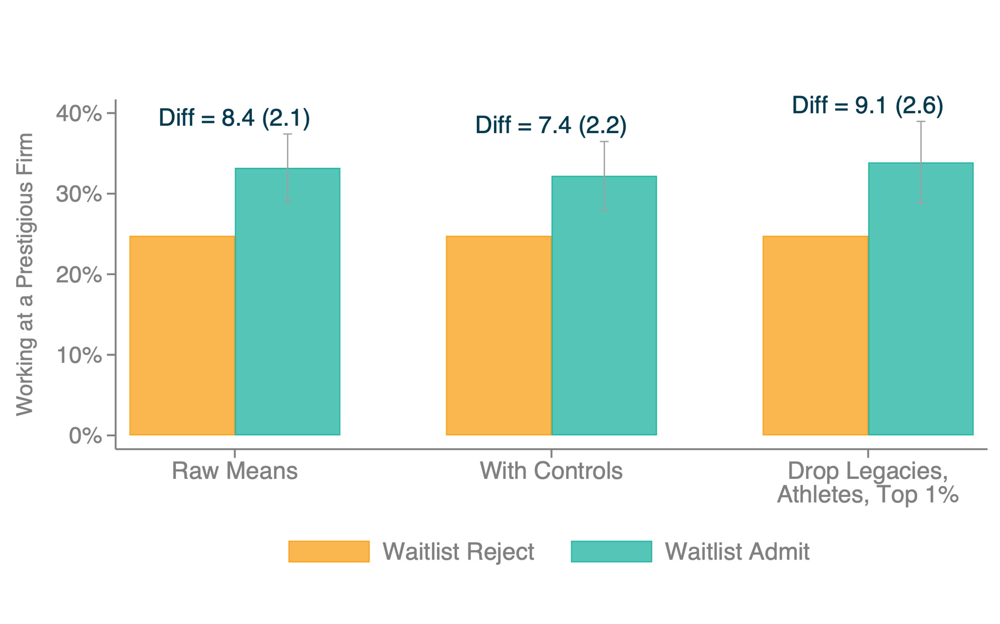 Working at a Prestigious Firm
40%
30%
20%
10%
0%
Diff = 8.4 (2.1)
Diff = 7.4 (2.2)
Diff = 9.1 (2.6)
Raw Means
With Controls
Drop Legacies,
Athletes, Top 1%
Waitlist Reject
Waitlist Admit